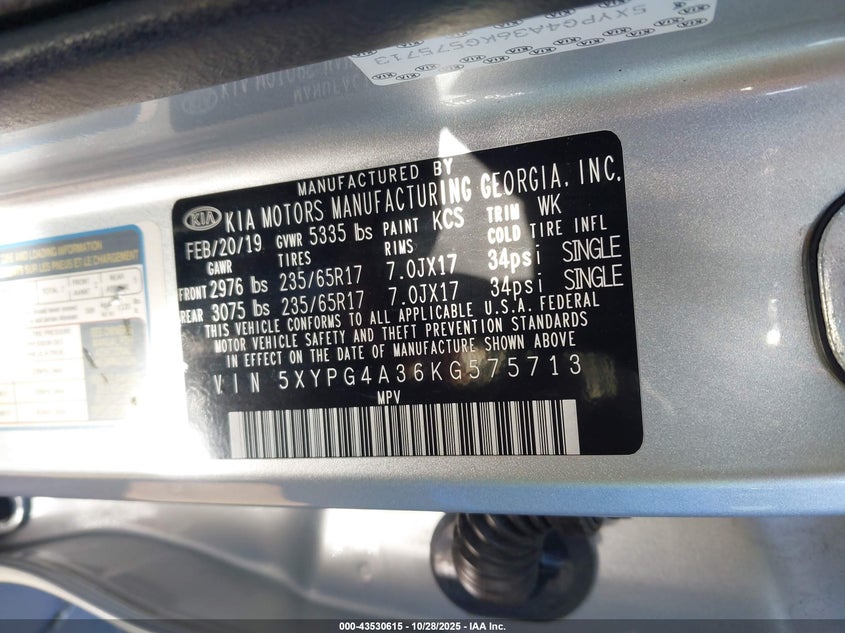 5XYPG4A36KG575713
MANUFACTURED BY
KIA KIA MOTORS MANUFACTURING GEORGIA, INC.
FEB/20/19 GVWR 5335 lbs PAINT KCS TRIM WK
GAWR TIRES RIMS COLD TIRE INFL
FRONT 2976 lbs 235/65R17 7.0JX17 34psi SINGLE
REAR 3075 lbs 235/65R17 7.0JX17 34psi SINGLE
THIS VEHICLE CONFORMS TO ALL APPLICABLE U.S.A. FEDERAL
MOTOR VEHICLE SAFETY AND THEFT PREVENTION STANDARDS
IN EFFECT ON THE DATE OF MANUFACTURE SHOWN ABOVE
VIN 5XYPG4A36KG575713
MPV
000-43530615 - 10/28/2025 - IAA Inc.